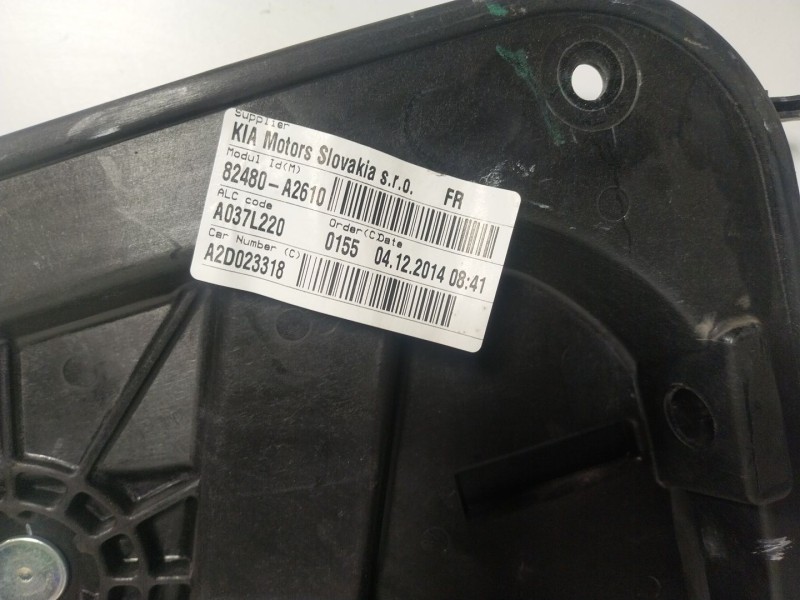 Supplier
KIA Motors Slovakia s.r.o. FR
Modul Id(M)
82480-A2610
ALC code
A037L220
Order(C:Date
0155 04.12.2014 08:41
Car Number (C)
A2D023318